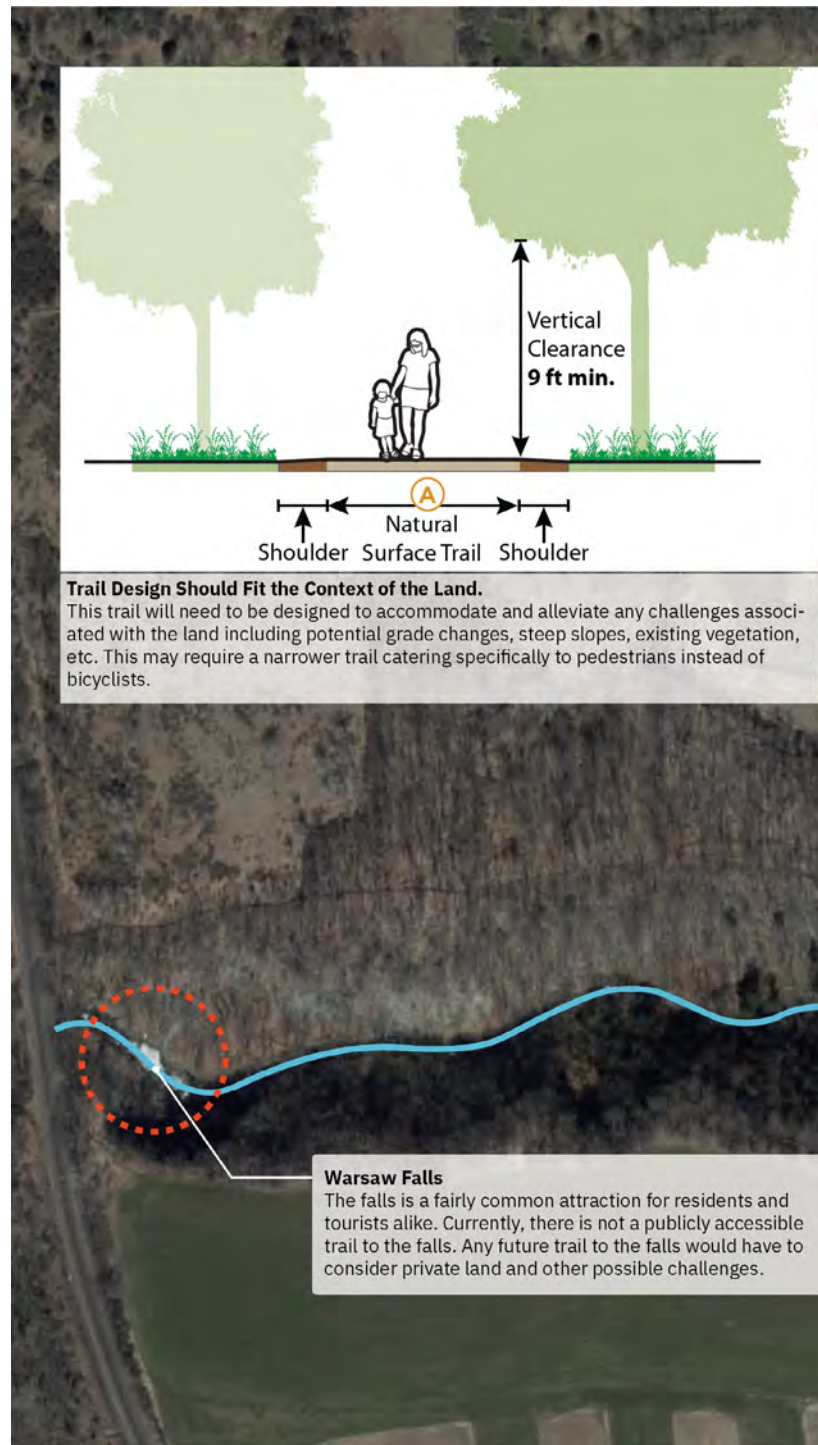 Vertical
Clearance
9 ft min.
A
Natural
Shoulder Surface Trail Shoulder
Trail Design Should Fit the Context of the Land.
This trail will need to be designed to accommodate and alleviate any challenges associ-
ated with the land including potential grade changes, steep slopes, existing vegetation,
etc. This may require a narrower trail catering specifically to pedestrians instead of
bicyclists.
Warsaw Falls
The falls is a fairly common attraction for residents and
tourists alike. Currently, there is not a publicly accessible
trail to the falls. Any future trail to the falls would have to
consider private land and other possible challenges.